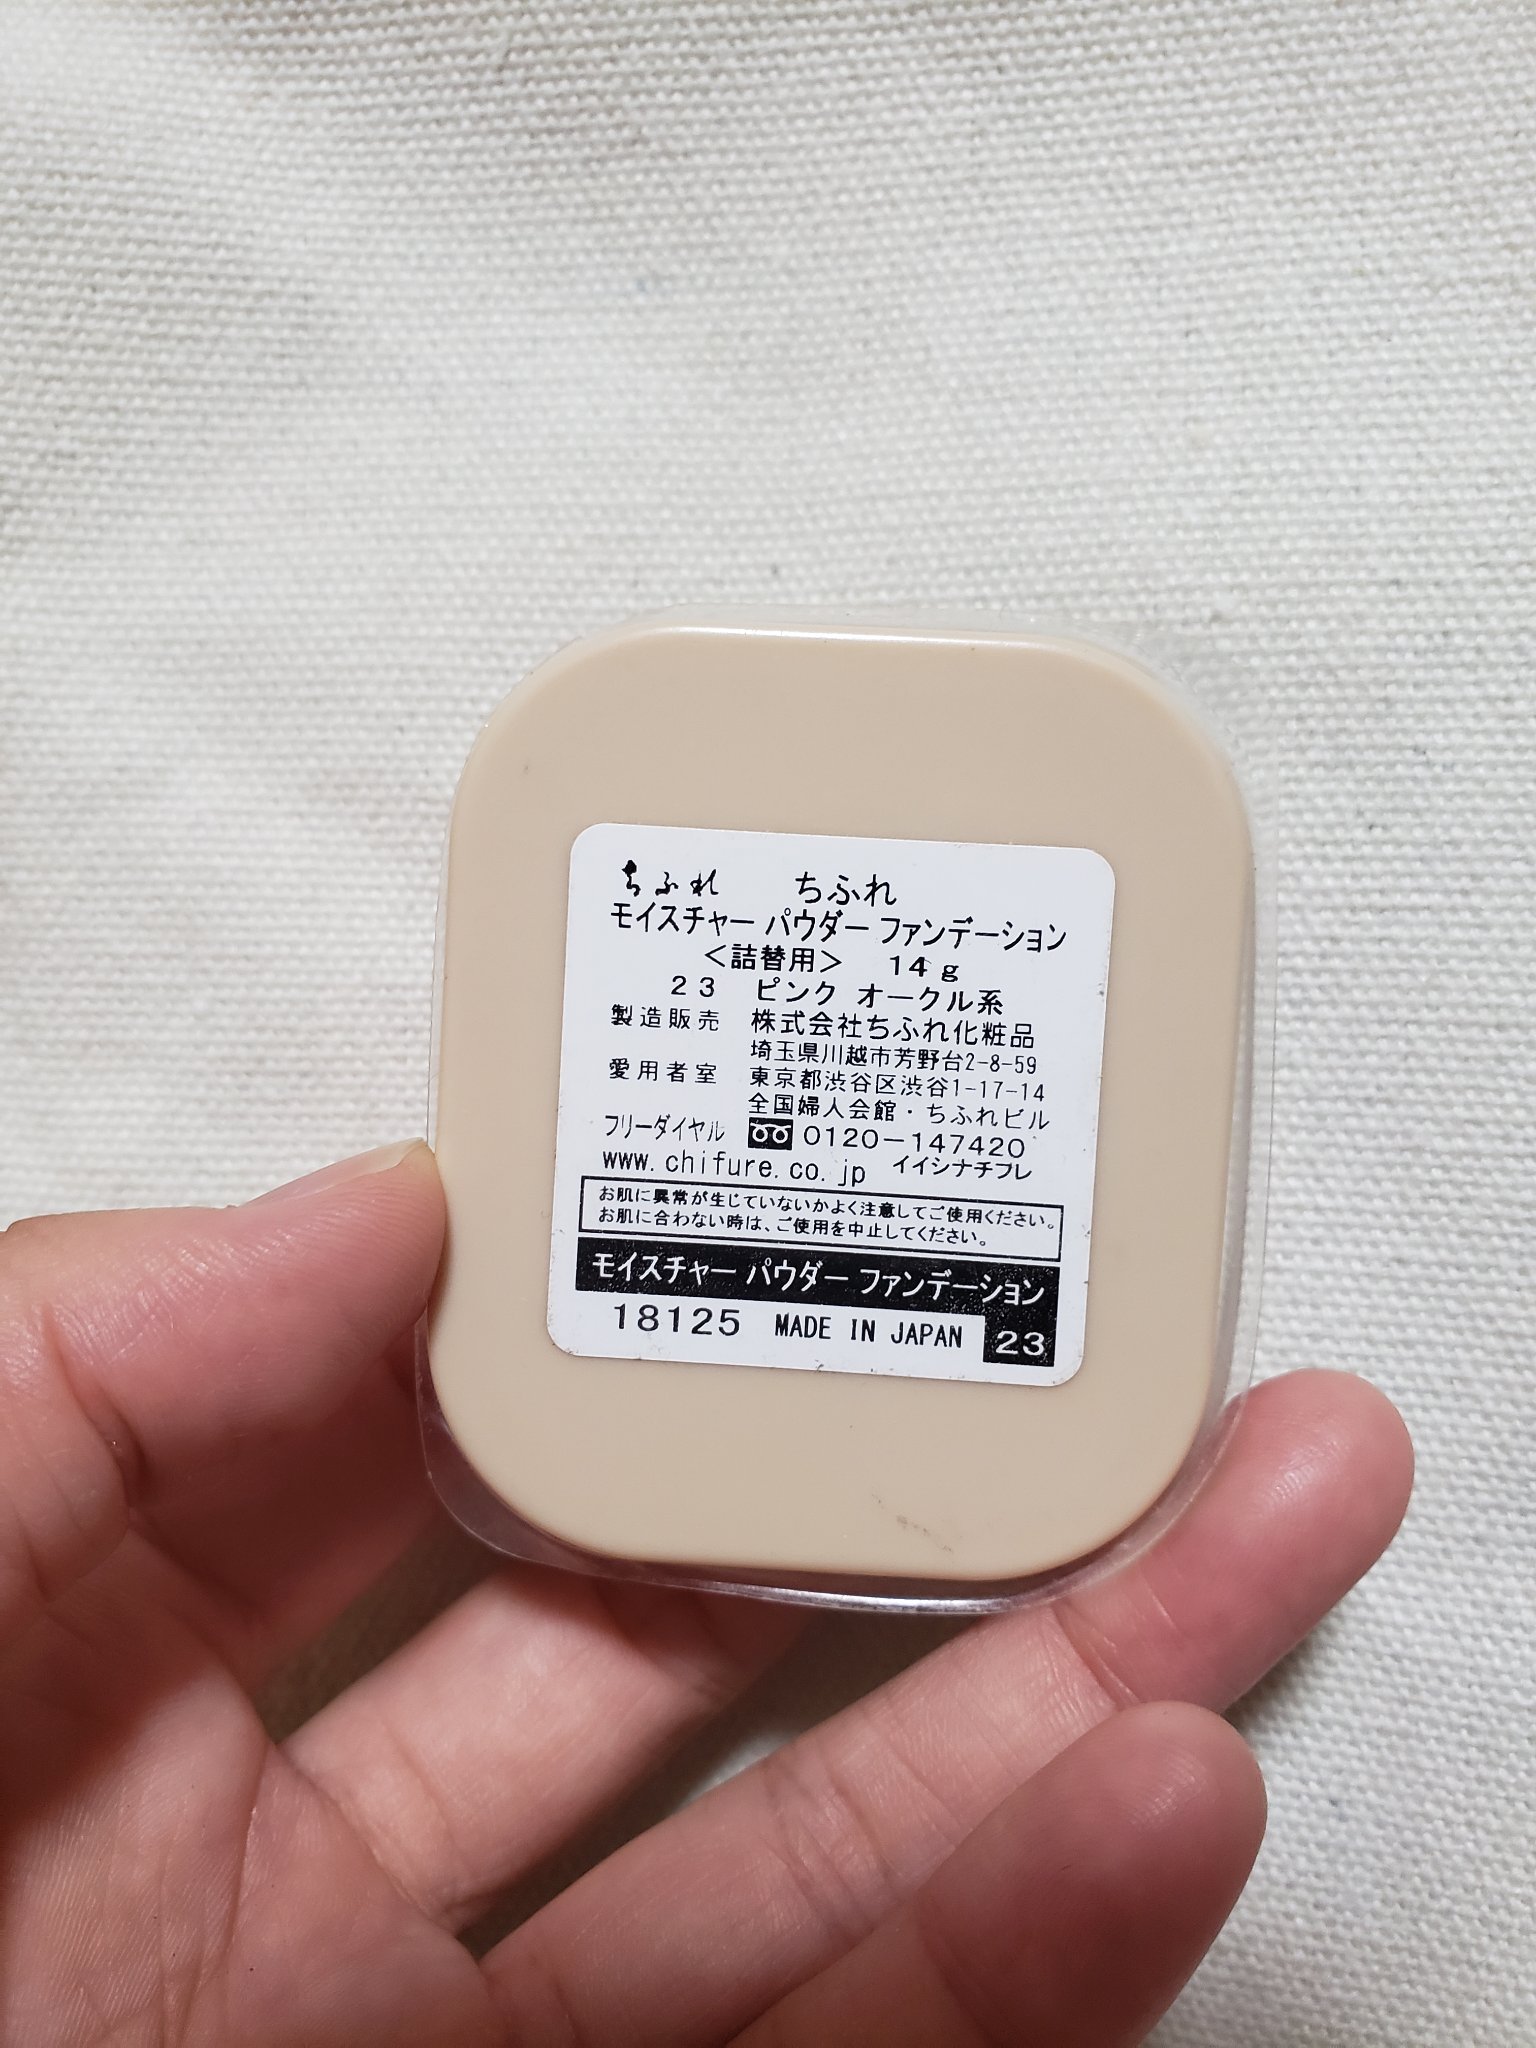 ちふれ ちふれ
モイスチャー パウダー ファンデーション
＜詰替用＞ 14g
23 ピンク オークル系
製造販売 株式会社ちふれ化粧品
埼玉県川越市芳野台2-8-59
愛用者室 東京都渋谷区渋谷1-17-14
全国婦人会館・ちふれビル
フリーダイヤル 0120-147420
www.chifure.co.jp イイシナチフレ
お肌に異常が生じていないかよく注意してご使用ください。
お肌に合わない時は、ご使用を中止してください。
モイスチャー パウダー ファンデーション
18125 MADE IN JAPAN 23